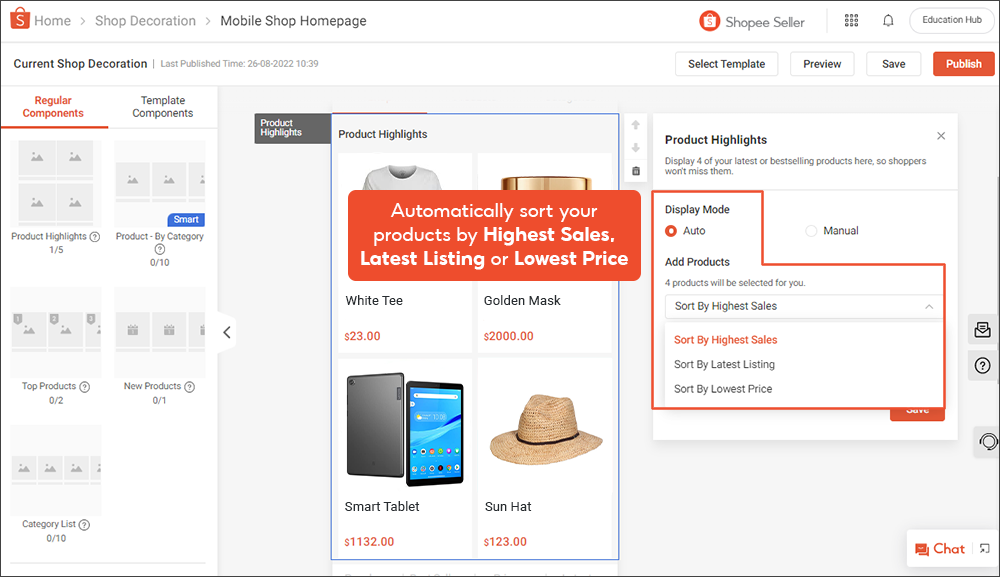 Home > Shop Decoration > Mobile Shop Homepage
Shopee Seller
Education Hub
Current Shop Decoration | Last Published Time: 26-08-2022 10:39
Select Template
Preview
Save
Publish
Regular
Components
Template
Components
Product Highlights
1/5
Smart
Product - By Category
0/10
1
2
3
Top Products
0/2
New Products
0/1
Category List
0/10
Product
Highlights
Product Highlights
Automatically sort your
products by Highest Sales,
Latest Listing or Lowest Price
White Tee
$23.00
Golden Mask
$2000.00
Smart Tablet
$1132.00
Sun Hat
$123.00
Product Highlights
Display 4 of your latest or bestselling products here, so shoppers
won't miss them.
Display Mode
Auto
Manual
Add Products
4 products will be selected for you.
Sort By Highest Sales
Sort By Highest Sales
Sort By Latest Listing
Sort By Lowest Price
Save
Chat